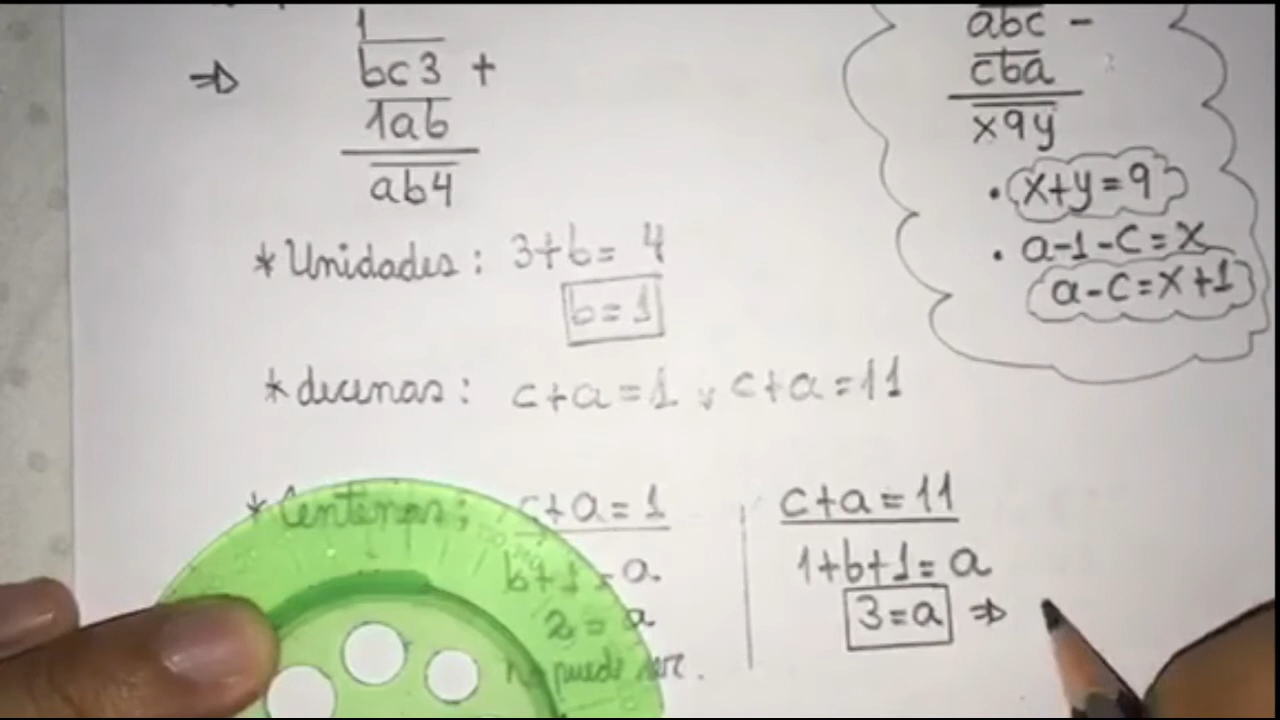 1
⇒ bc3 +
1ab
ab4
abc -
cba
x9y
• x+y=9
• a-1-c=x
a-c=x+1
* Unidades: 3+b= 4
b=1
* decenas: c+a=1 v c+a=11
* Centenas: c+a=1
b+1=a
2=a
no puede ser.
c+a=11
1+b+1=a
3=a ⇒